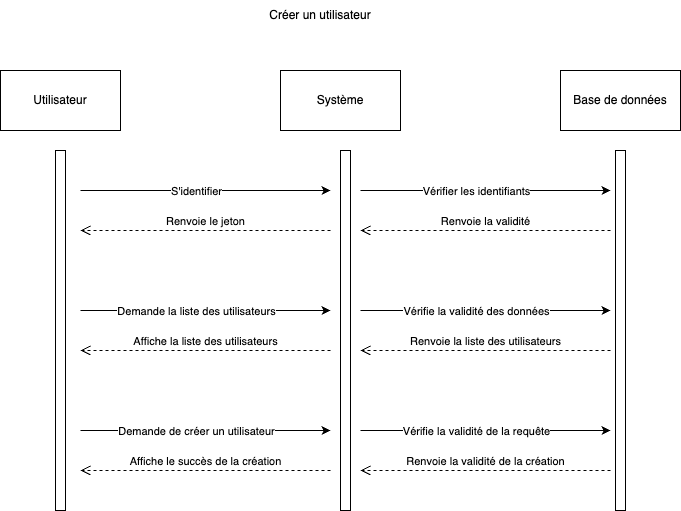 Créer un utilisateur
Utilisateur
Système
Base de données
S'identifier
Vérifier les identifiants
Renvoie le jeton
Renvoie la validité
Demande la liste des utilisateurs
Vérifie la validité des données
Affiche la liste des utilisateurs
Renvoie la liste des utilisateurs
Demande de créer un utilisateur
Vérifie la validité de la requête
Affiche le succès de la création
Renvoie la validité de la création